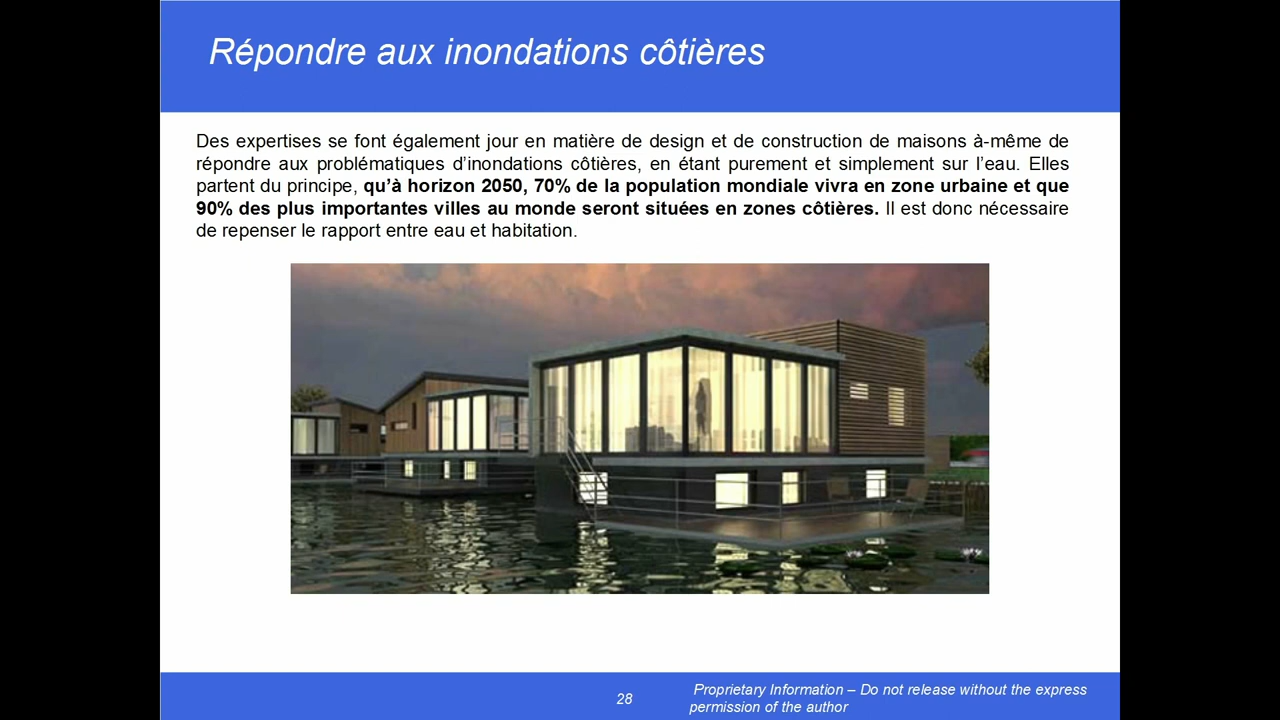 Répondre aux inondations côtières
Des expertises se font également jour en matière de design et de construction de maisons à-même de
répondre aux problématiques d’inondations côtières, en étant purement et simplement sur l’eau. Elles
partent du principe, qu’à horizon 2050, 70% de la population mondiale vivra en zone urbaine et que
90% des plus importantes villes au monde seront situées en zones côtières. Il est donc nécessaire
de repenser le rapport entre eau et habitation.
28
Proprietary Information – Do not release without the express
permission of the author